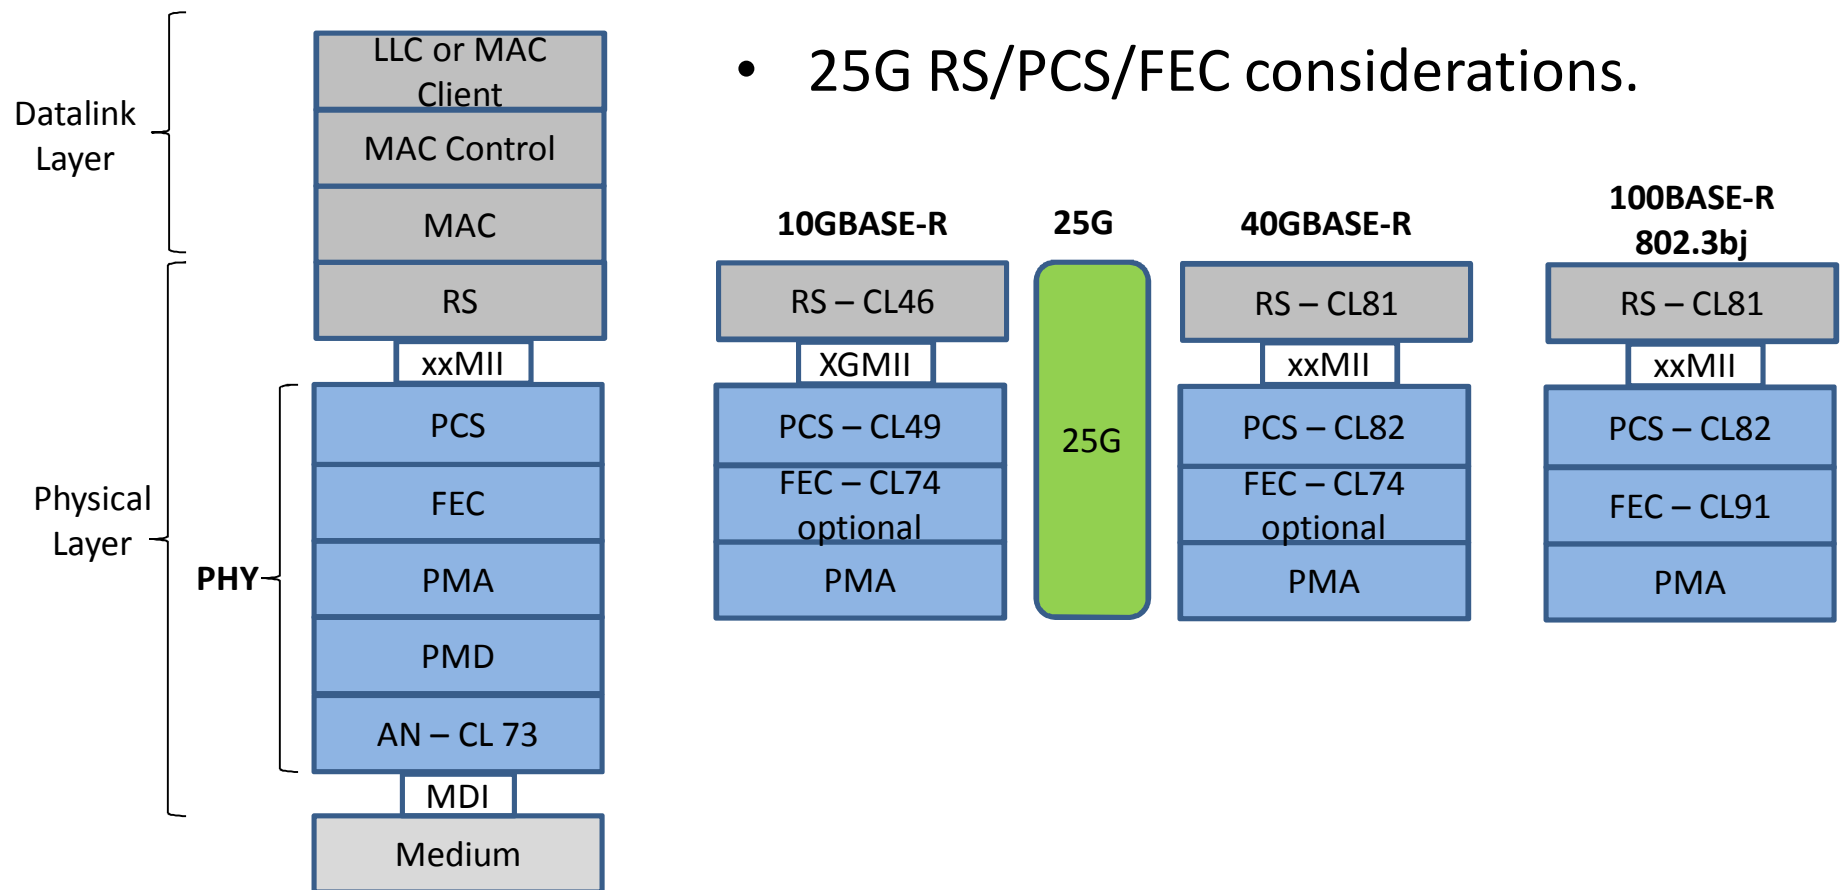 • 25G RS/PCS/FEC considerations.
Datalink
Layer
Physical
Layer
PHY
LLC or MAC
Client
MAC Control
MAC
RS
xxMII
PCS
FEC
PMA
PMD
AN – CL 73
MDI
Medium
10GBASE-R
RS – CL46
XGMII
PCS – CL49
FEC – CL74
optional
PMA
25G
25G
40GBASE-R
RS – CL81
xxMII
PCS – CL82
FEC – CL74
optional
PMA
100BASE-R
802.3bj
RS – CL81
xxMII
PCS – CL82
FEC – CL91
PMA